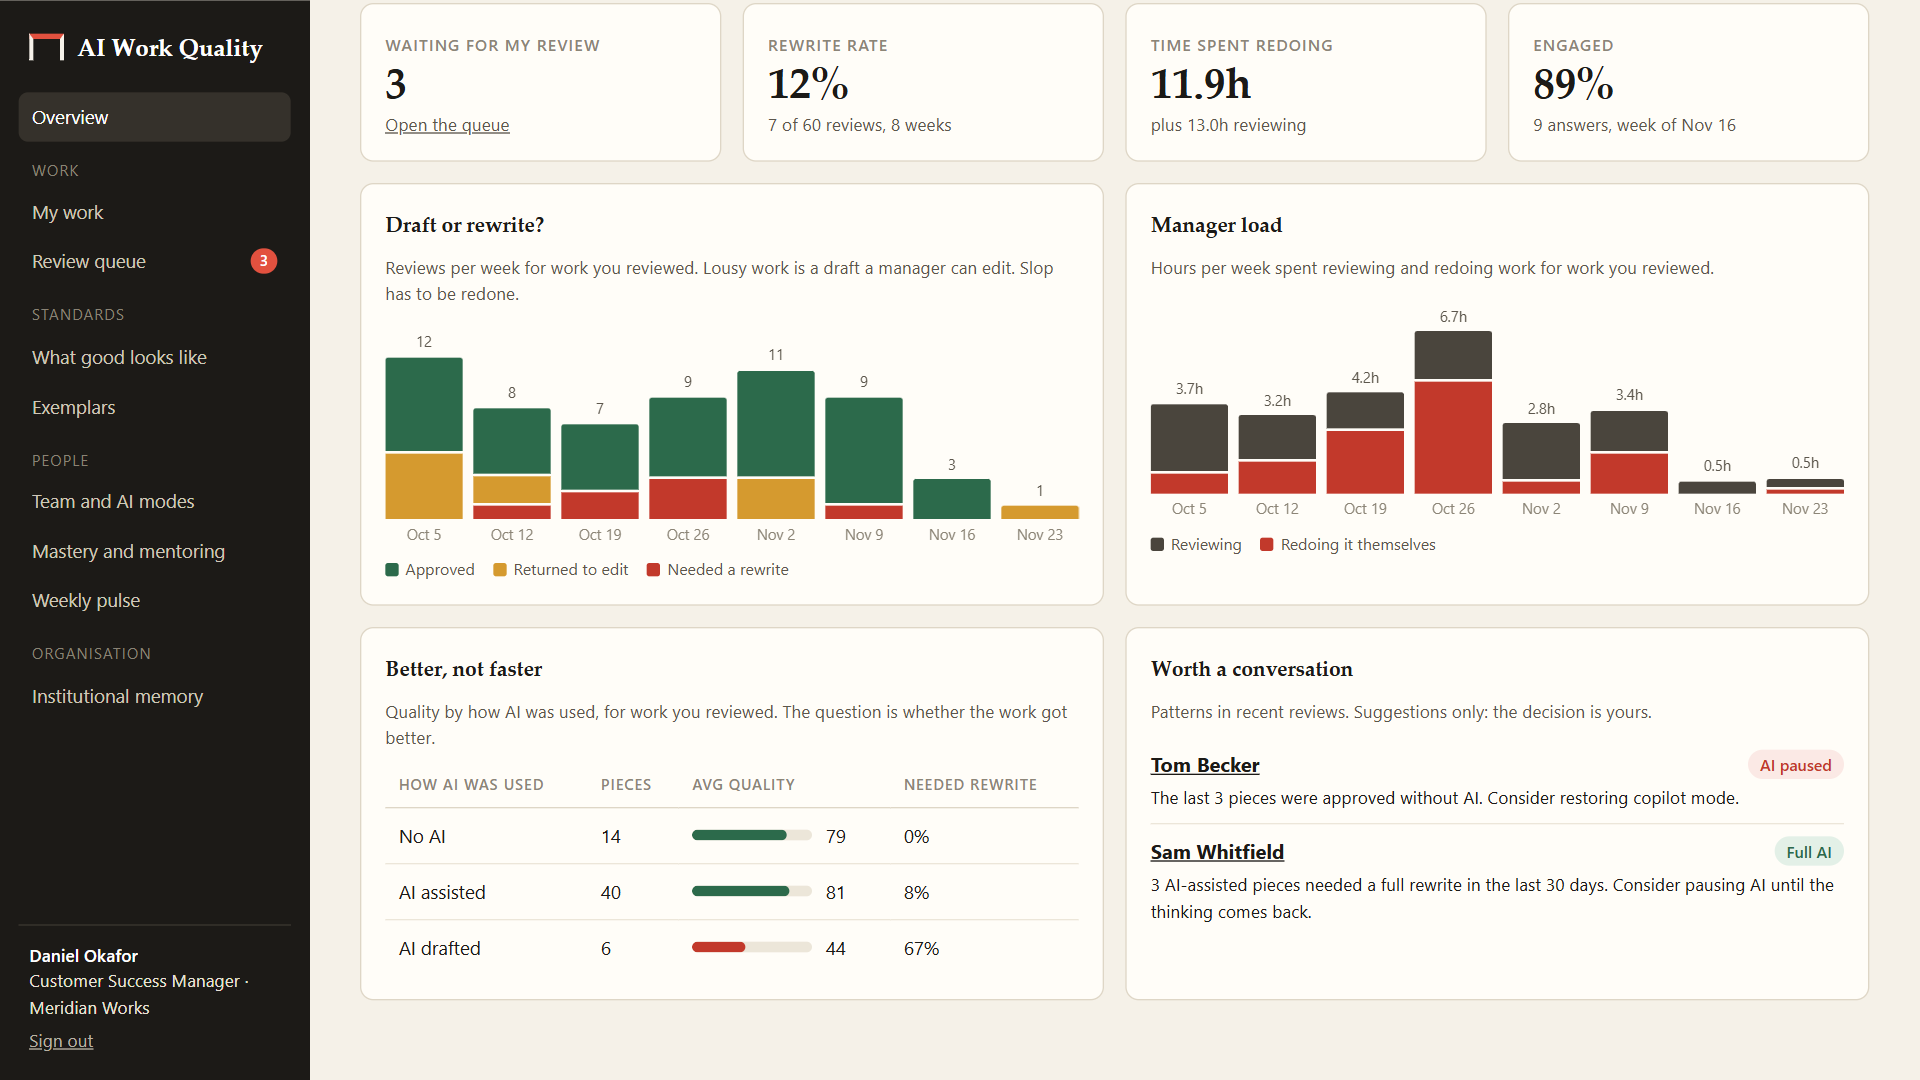 AI Work Quality
Overview
WORK
My work
Review queue
3
STANDARDS
What good looks like
Exemplars
PEOPLE
Team and AI modes
Mastery and mentoring
Weekly pulse
ORGANISATION
Institutional memory
Daniel Okafor
Customer Success Manager ·
Meridian Works
Sign out
WAITING FOR MY REVIEW
3
Open the queue
REWRITE RATE
12%
7 of 60 reviews, 8 weeks
TIME SPENT REDOING
11.9h
plus 13.0h reviewing
ENGAGED
89%
9 answers, week of Nov 16
Draft or rewrite?
Reviews per week for work you reviewed. Lousy work is a draft a manager can edit. Slop
has to be redone.
12
8
7
9
11
9
3
1
Oct 5
Oct 12
Oct 19
Oct 26
Nov 2
Nov 9
Nov 16
Nov 23
Approved
Returned to edit
Needed a rewrite
Manager load
Hours per week spent reviewing and redoing work for work you reviewed.
3.7h
3.2h
4.2h
6.7h
2.8h
3.4h
0.5h
0.5h
Oct 5
Oct 12
Oct 19
Oct 26
Nov 2
Nov 9
Nov 16
Nov 23
Reviewing
Redoing it themselves
Better, not faster
Quality by how AI was used, for work you reviewed. The question is whether the work got
better.
HOW AI WAS USED PIECES AVG QUALITY NEEDED REWRITE
No AI 14 79 0%
AI assisted 40 81 8%
AI drafted 6 44 67%
Worth a conversation
Patterns in recent reviews. Suggestions only: the decision is yours.
Tom Becker
AI paused
The last 3 pieces were approved without AI. Consider restoring copilot mode.
Sam Whitfield
Full AI
3 AI-assisted pieces needed a full rewrite in the last 30 days. Consider pausing AI until the
thinking comes back.